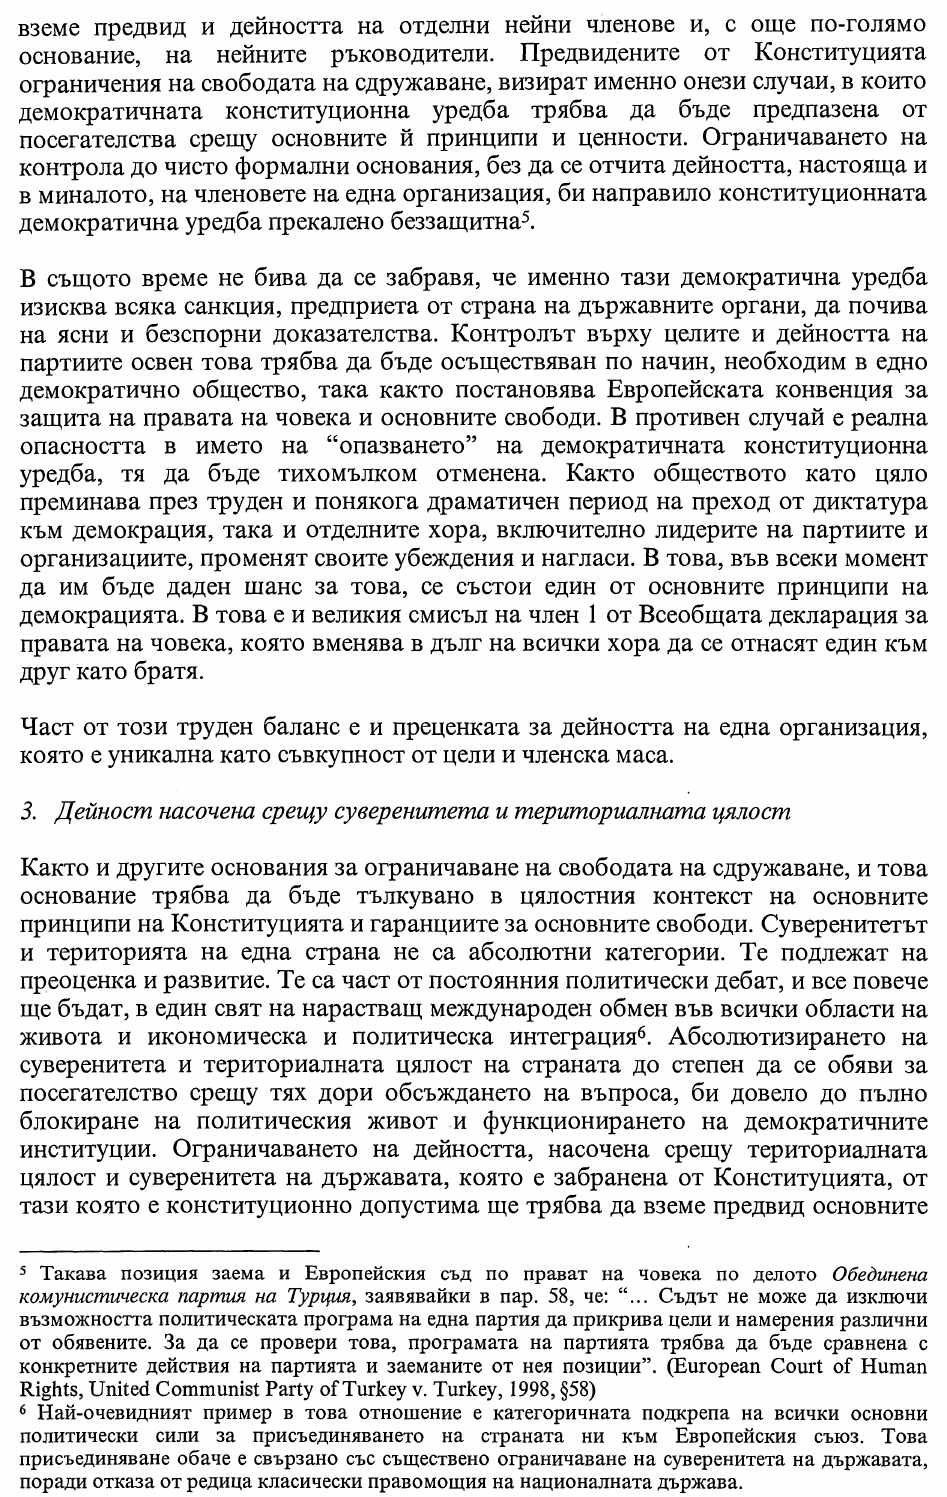 вземе предвид и дейността на отделни нейни членове и, с още по-голямо
основание, на нейните ръководители. Предвидените от Конституцията
ограничения на свободата на сдружаване, визират именно онези случаи, в които
демократичната конституционна уредба трябва да бъде предпазена от
посегателства срещу основните й принципи и ценности. Ограничаването на
контрола до чисто формални основания, без да се отчита дейността, настояща и
в миналото, на членовете на една организация, би направило конституционната
демократична уредба прекалено беззащитна⁵.

В същото време не бива да се забравя, че именно тази демократична уредба
изисква всяка санкция, предприета от страна на държавните органи, да почива
на ясни и безспорни доказателства. Контролът върху целите и дейността на
партиите освен това трябва да бъде осъществяван по начин, необходим в едно
демократично общество, така както постановява Европейската конвенция за
защита на правата на човека и основните свободи. В противен случай е реална
опасността в името на “опазването” на демократичната конституционна
уредба, тя да бъде тихомълком отменена. Както обществото като цяло
преминава през труден и понякога драматичен период на преход от диктатура
към демокрация, така и отделните хора, включително лидерите на партиите и
организациите, променят своите убеждения и нагласи. В това, във всеки момент
да им бъде даден шанс за това, се състои един от основните принципи на
демокрацията. В това е и великия смисъл на член 1 от Всеобщата декларация за
правата на човека, която вменява в дълг на всички хора да се отнасят един към
друг като братя.

Част от този труден баланс е и преценката за дейността на една организация,
която е уникална като съвкупност от цели и членска маса.

3. Дейност насочена срещу суверенитета и териториалната цялост

Както и другите основания за ограничаване на свободата на сдружаване, и това
основание трябва да бъде тълкувано в цялостния контекст на основните
принципи на Конституцията и гаранциите за основните свободи. Суверенитетът
и територията на една страна не са абсолютни категории. Те подлежат на
преоценка и развитие. Те са част от постоянния политически дебат, и все повече
ще бъдат, в един свят на нарастващ международен обмен във всички области на
живота и икономическа и политическа интеграция⁶. Абсолютизирането на
суверенитета и териториалната цялост на страната до степен да се обяви за
посегателство срещу тях дори обсъждането на въпроса, би довело до пълно
блокиране на политическия живот и функционирането на демократичните
институции. Ограничаването на дейността, насочена срещу териториалната
цялост и суверенитета на държавата, която е забранена от Конституцията, от
тази която е конституционно допустима ще трябва да вземе предвид основните

⁵ Такава позиция заема и Европейския съд по прават на човека по делото Обединена
комунистическа партия на Турция, заявявайки в пар. 58, че: “... Съдът не може да изключи
възможността политическата програма на една партия да прикрива цели и намерения различни
от обявените. За да се провери това, програмата на партията трябва да бъде сравнена с
конкретните действия на партията и заеманите от нея позиции”. (European Court of Human
Rights, United Communist Party of Turkey v. Turkey, 1998, §58)
⁶ Най-очевидният пример в това отношение е категоричната подкрепа на всички основни
политически сили за присъединяването на страната ни към Европейския съюз. Това
присъединяване обаче е свързано със съществено ограничаване на суверенитета на държавата,
поради отказа от редица класически правомощия на националната държава.